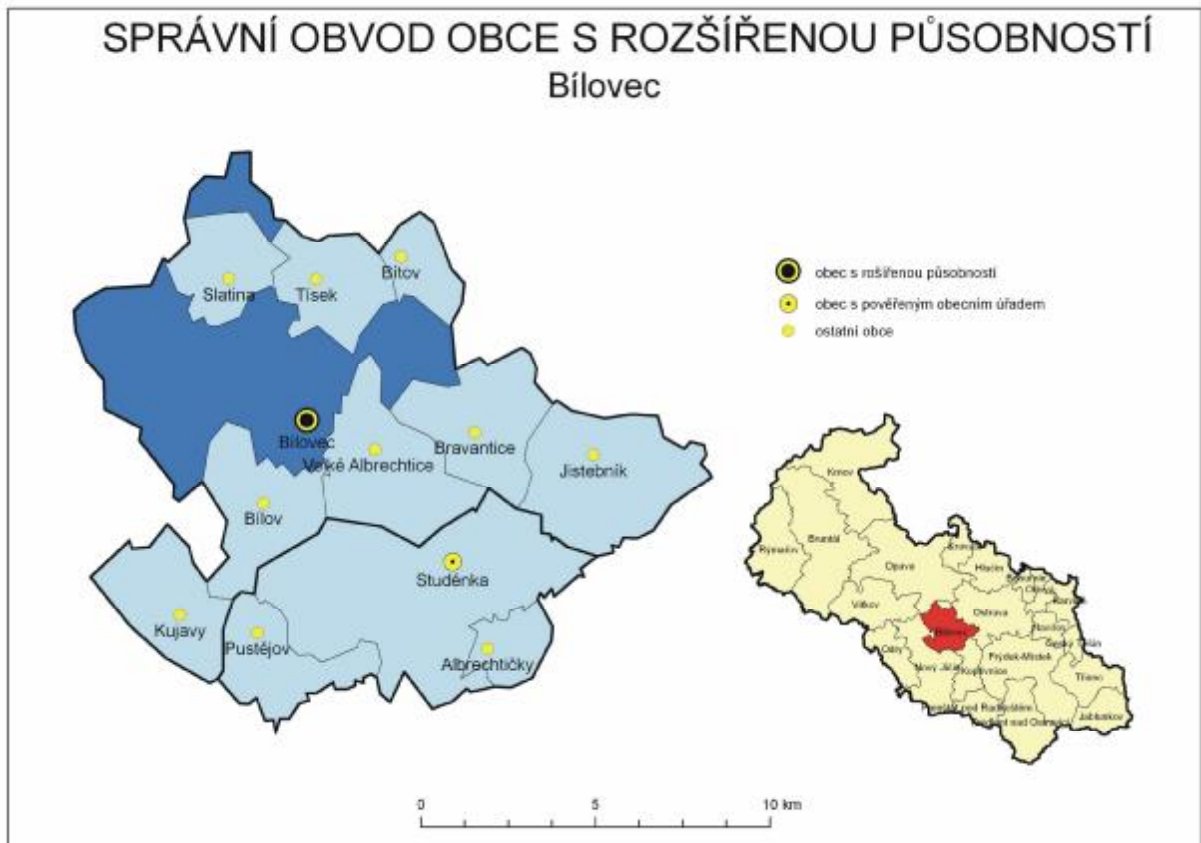 SPRÁVNÍ OBVOD OBCE S ROZŠÍŘENOU PŮSOBNOSTÍ
Bílovec
Bítov
Slatina
Tísek
obec s rošířenou působností
obec s pověřeným obecním úřadem
ostatní obce
Bílovec
Velké Albrechtice
Bravantice
Jistebník
Bílov
Studénka
Kujavy
Pustějov
Albrechtičky
Krnov
Rýmařov
Bruntál
Opava
Hlučín
Vítkov
Ostrava
Bílovec
Odry
Nový Jičín
Kopřivnice
Frýdek-Místek
Třinec
Jablunkov
0
5
10 km